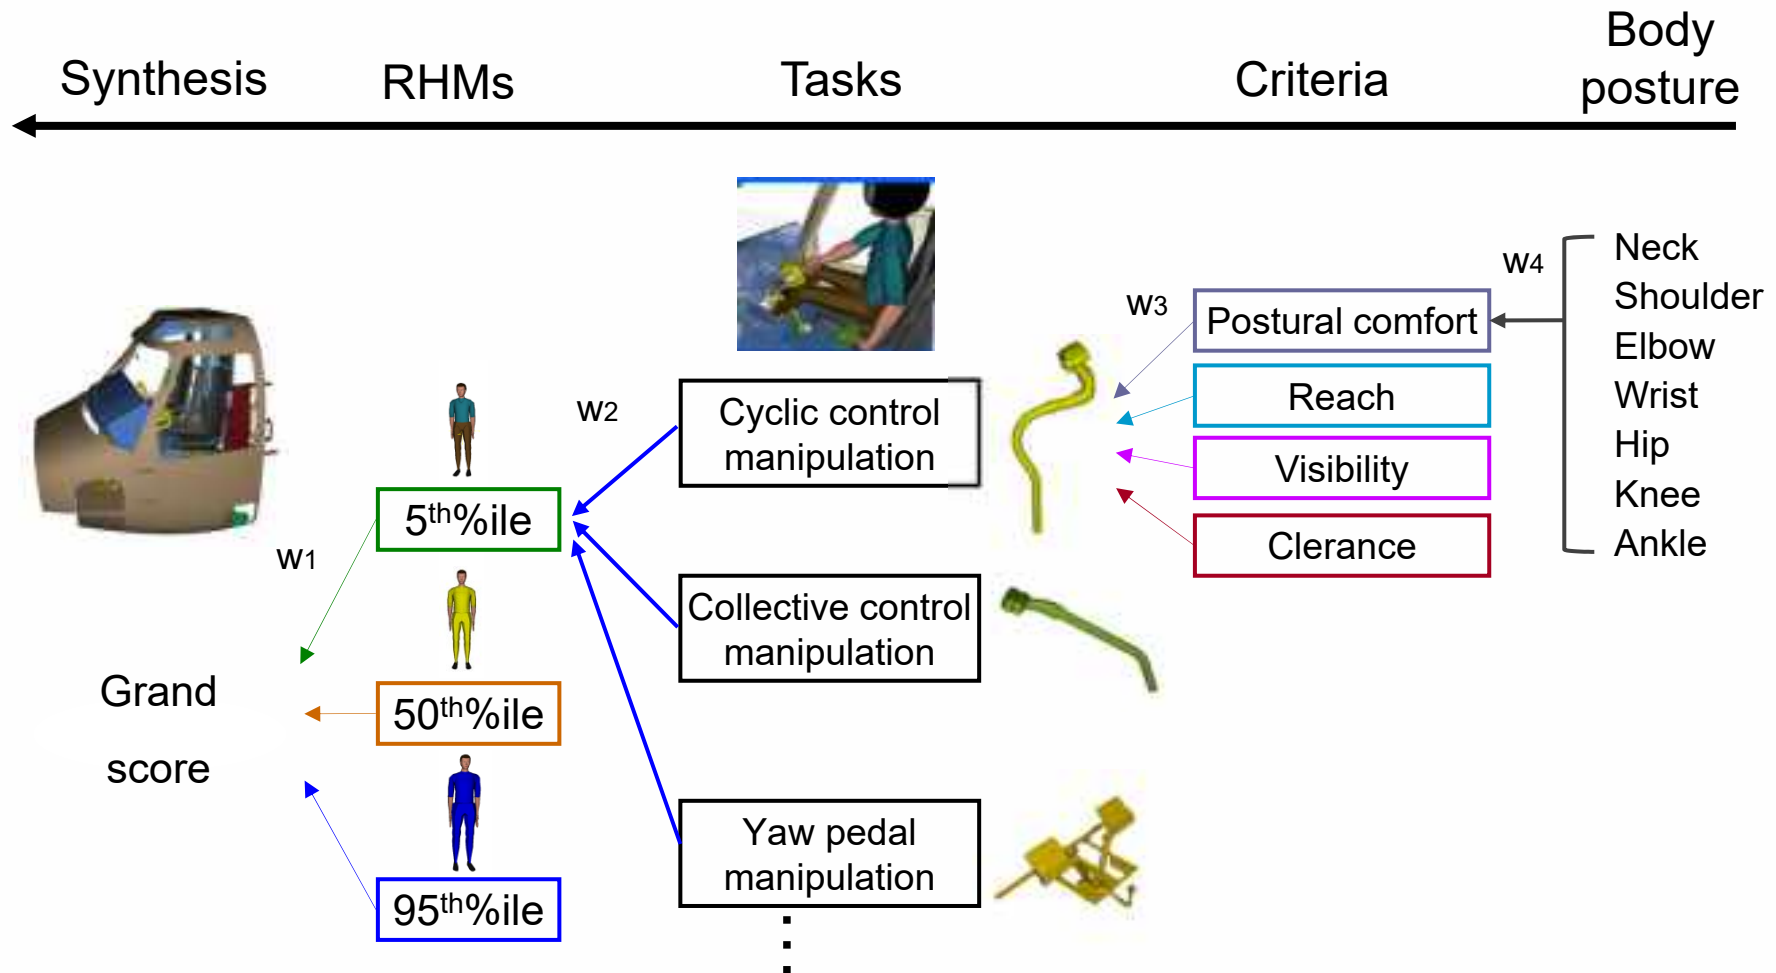 Synthesis
RHMs
Tasks
Criteria
Body
posture
w1
Grand
score
5th%ile
50th%ile
95th%ile
w2
Cyclic control
manipulation
Collective control
manipulation
Yaw pedal
manipulation
w3
Postural comfort
Reach
Visibility
Clerance
w4
Neck
Shoulder
Elbow
Wrist
Hip
Knee
Ankle